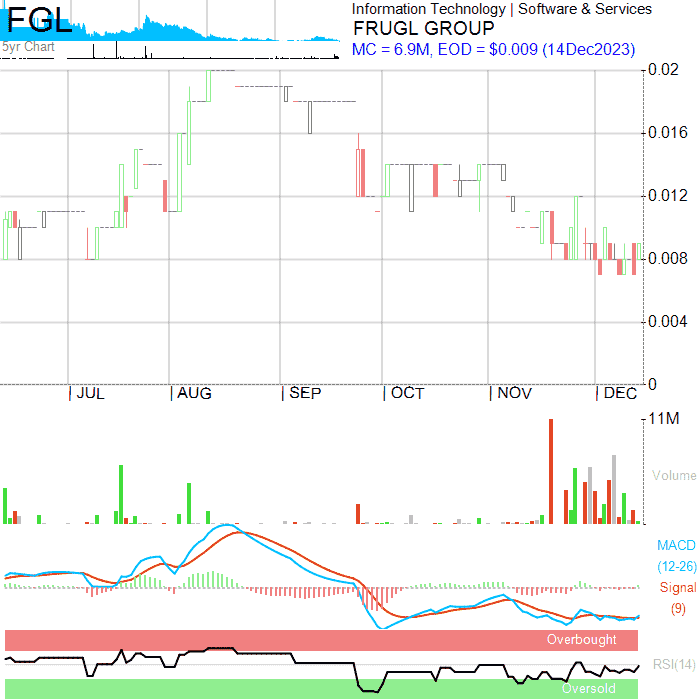 FGL
5yr Chart
Information Technology | Software & Services
FRUGL GROUP
MC = 6.9M, EOD = $0.009 (14Dec2023)
0.02
0.016
0.012
0.008
0.004
0
| JUL | AUG | SEP | OCT | NOV | DEC
11M
Volume
MACD
(12-26)
Signal
(9)
Overbought
RSI(14)
Oversold